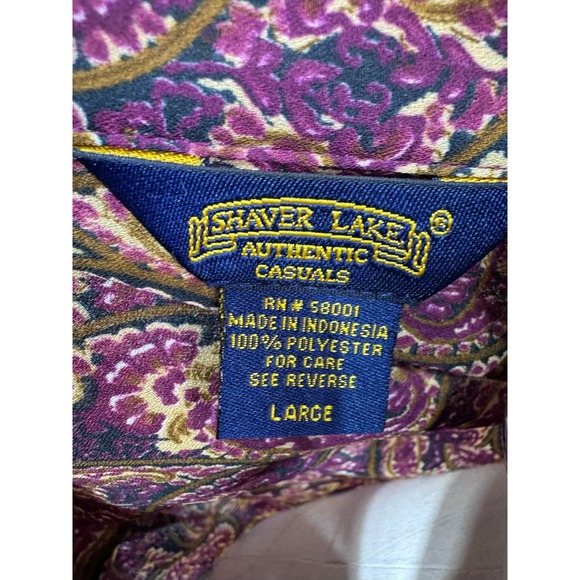 SHAVER LAKE ®
AUTHENTIC
CASUALS
RN # 58001
MADE IN INDONESIA
100% POLYESTER
FOR CARE
SEE REVERSE
LARGE